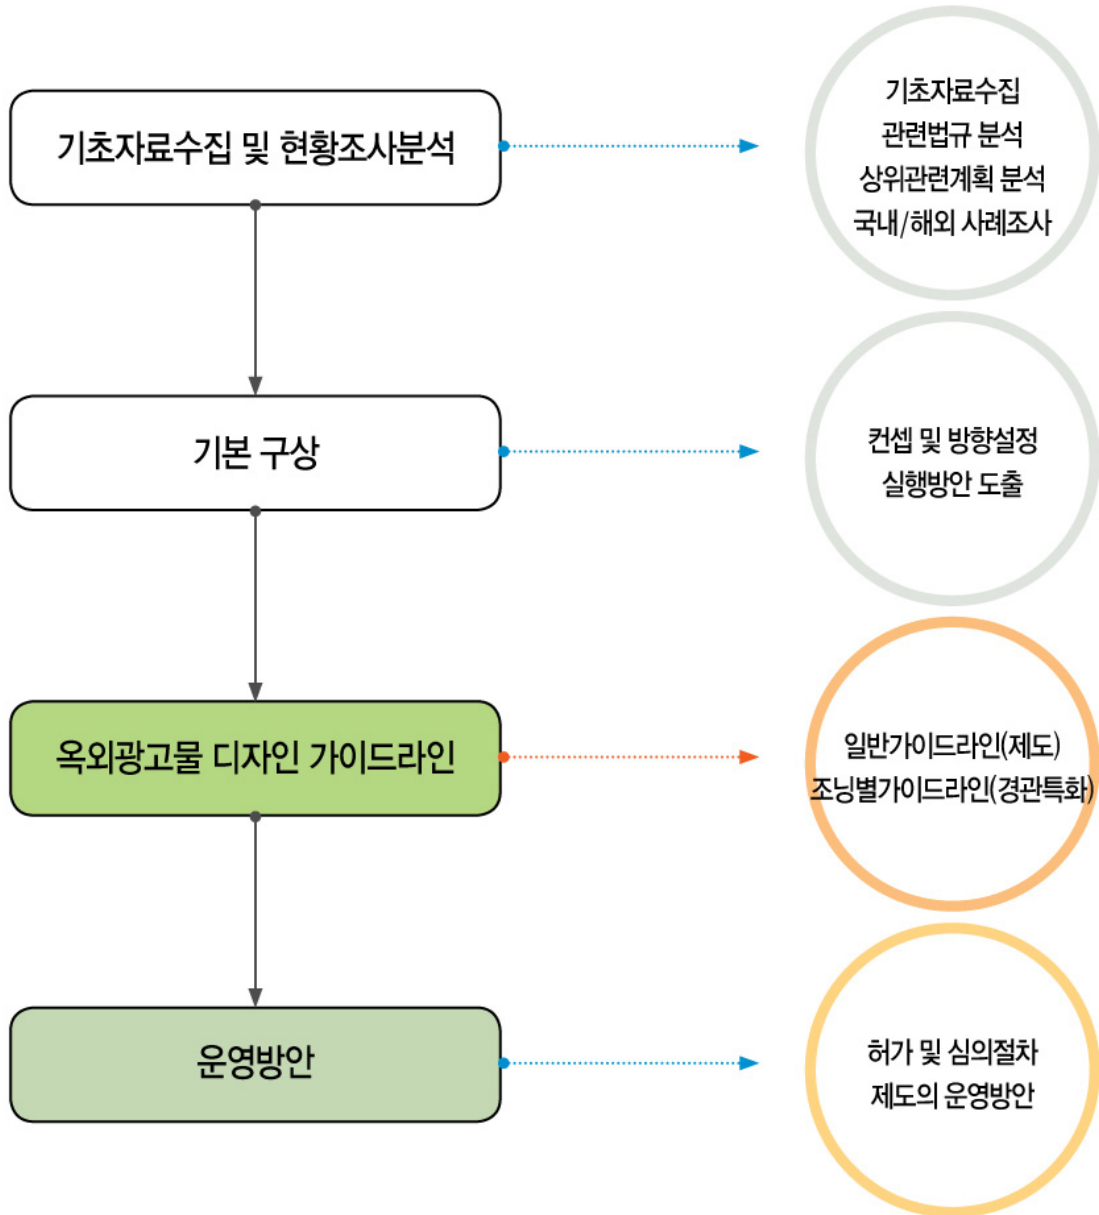 기초자료수집 및 현황조사분석
기초자료수집
관련법규 분석
상위관련계획 분석
국내/해외 사례조사
기본 구상
컨셉 및 방향설정
실행방안 도출
옥외광고물 디자인 가이드라인
일반가이드라인(제도)
조닝별가이드라인(경관특화)
운영방안
허가 및 심의절차
제도의 운영방안